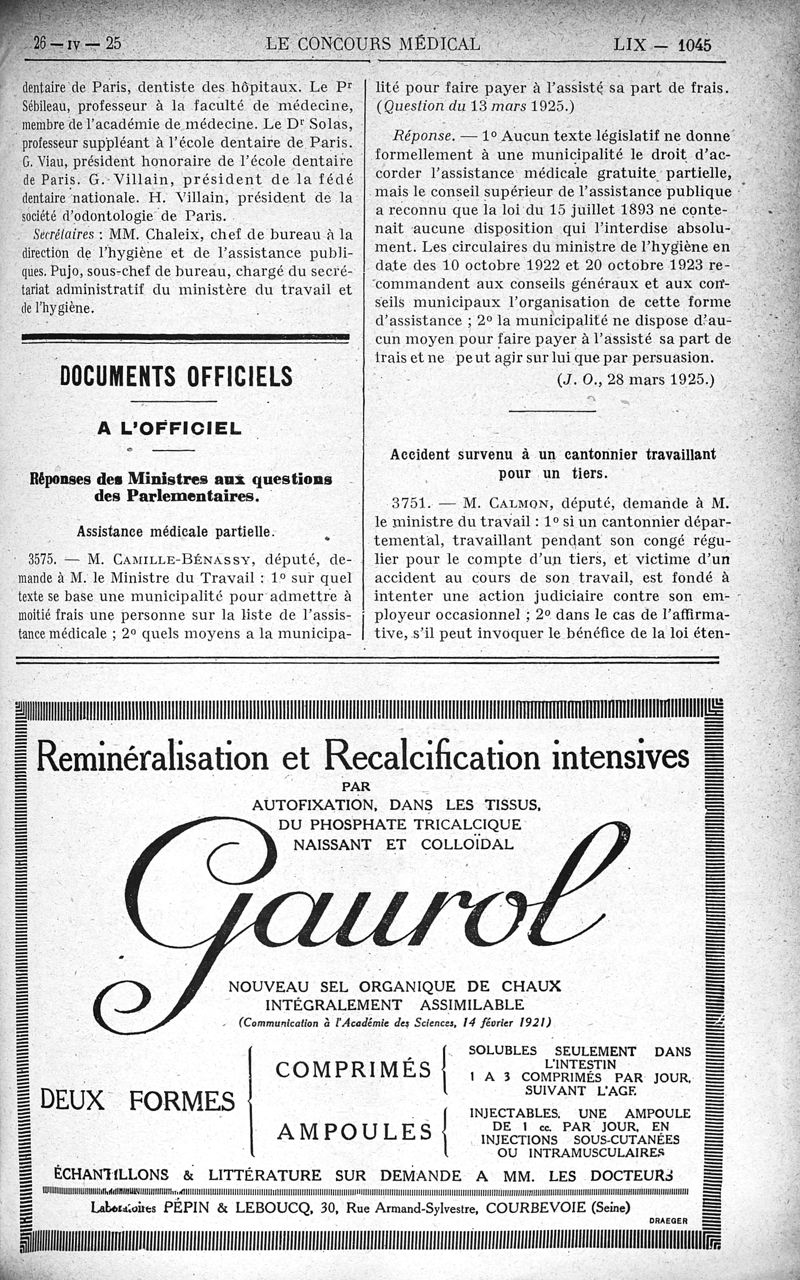 26 — IV — 25
LE CONCOURS MÉDICAL
LIX — 1045
dentaire de Paris, dentiste des hôpitaux. Le Pr
Sébileau, professeur à la faculté de médecine,
membre de l'académie de médecine. Le Dr Solas,
professeur suppléant à l'école dentaire de Paris.
G. Viau, président honoraire de l'école dentaire
de Paris. G. Villain, président de la fédé
dentaire nationale. H. Villain, président de la
société d'odontologie de Paris.
Secrétaires : MM. Chaleix, chef de bureau à la
direction de l'hygiène et de l'assistance publi-
ques. Pujo, sous-chef de bureau, chargé du secré-
tariat administratif du ministère du travail et
de l'hygiène.
DOCUMENTS OFFICIELS
A L'OFFICIEL
Réponses des Ministres aux questions
des Parlementaires.
Assistance médicale partielle.
3575. — M. CAMILLE-BÉNASSY, député, de-
mande à M. le Ministre du Travail : 1° sur quel
texte se base une municipalité pour admettre à
moitié frais une personne sur la liste de l'assis-
tance médicale ; 2° quels moyens a la municipa-
lité pour faire payer à l'assisté sa part de frais.
(Question du 13 mars 1925.)
Réponse. — 1° Aucun texte législatif ne donne
formellement à une municipalité le droit d'ac-
corder l'assistance médicale gratuite partielle,
mais le conseil supérieur de l'assistance publique
a reconnu que la loi du 15 juillet 1893 ne conte-
nait aucune disposition qui l'interdise absolu-
ment. Les circulaires du ministre de l'hygiène en
date des 10 octobre 1922 et 20 octobre 1923 re-
commandent aux conseils généraux et aux con-
seils municipaux l'organisation de cette forme
d'assistance ; 2° la municipalité ne dispose d'au-
cun moyen pour faire payer à l'assisté sa part de
frais et ne peut agir sur lui que par persuasion.
(J. O., 28 mars 1925.)
Accident survenu à un cantonnier travaillant
pour un tiers.
3751. — M. CALMON, député, demande à M.
le ministre du travail : 1° si un cantonnier dépar-
temental, travaillant pendant son congé régu-
lier pour le compte d'un tiers, et victime d'un
accident au cours de son travail, est fondé à
intenter une action judiciaire contre son em-
ployeur occasionnel ; 2° dans le cas de l'affirma-
tive, s'il peut invoquer le bénéfice de la loi éten-
Reminéralisation et Recalcification intensives
PAR
AUTOFIXATION, DANS LES TISSUS,
DU PHOSPHATE TRICALCIQUE
NAISSANT ET COLLOÏDAL
Gaurol
NOUVEAU SEL ORGANIQUE DE CHAUX
INTÉGRALEMENT ASSIMILABLE
(Communication à l'Académie des Sciences, 14 février 1921)
DEUX FORMES
COMPRIMÉS
SOLUBLES SEULEMENT DANS
L'INTESTIN
1 A 3 COMPRIMÉS PAR JOUR,
SUIVANT L'AGE
AMPOULES
INJECTABLES, UNE AMPOULE
DE 1 cc. PAR JOUR, EN
INJECTIONS SOUS-CUTANÉES
OU INTRAMUSCULAIRES
ÉCHANTILLONS & LITTÉRATURE SUR DEMANDE A MM. LES DOCTEURS
Laboratoires PÉPIN & LEBOUCQ, 30, Rue Armand-Sylvestre, COURBEVOIE (Seine)
DRAEGER